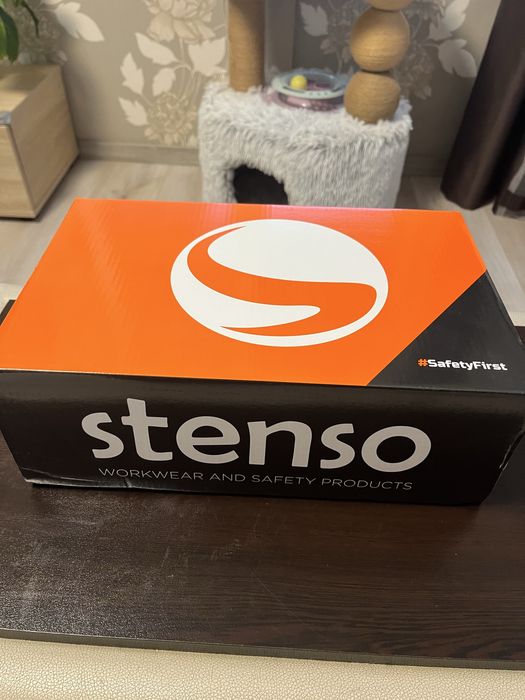 #SafetyFirst
stenso
WORKWEAR AND SAFETY PRODUCTS